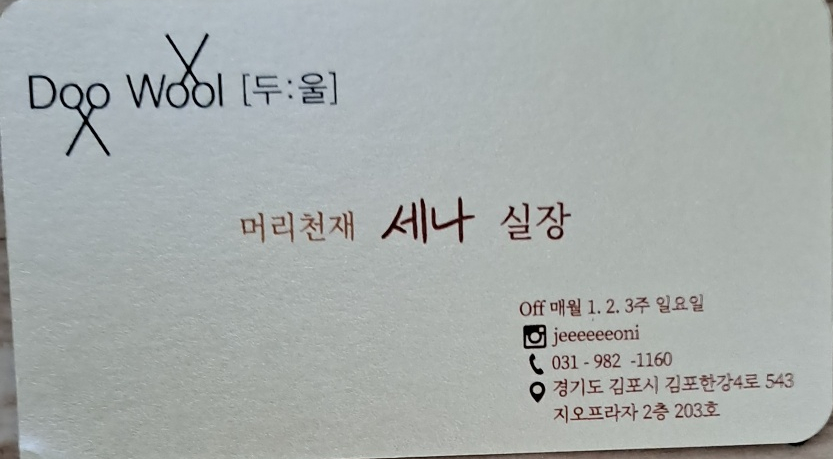 Doo Wool [두:울]
머리천재 세나 실장
Off 매월 1. 2. 3주 일요일
jeeeeeeoni
031 - 982 -1160
경기도 김포시 김포한강4로 543
지오프라자 2층 203호